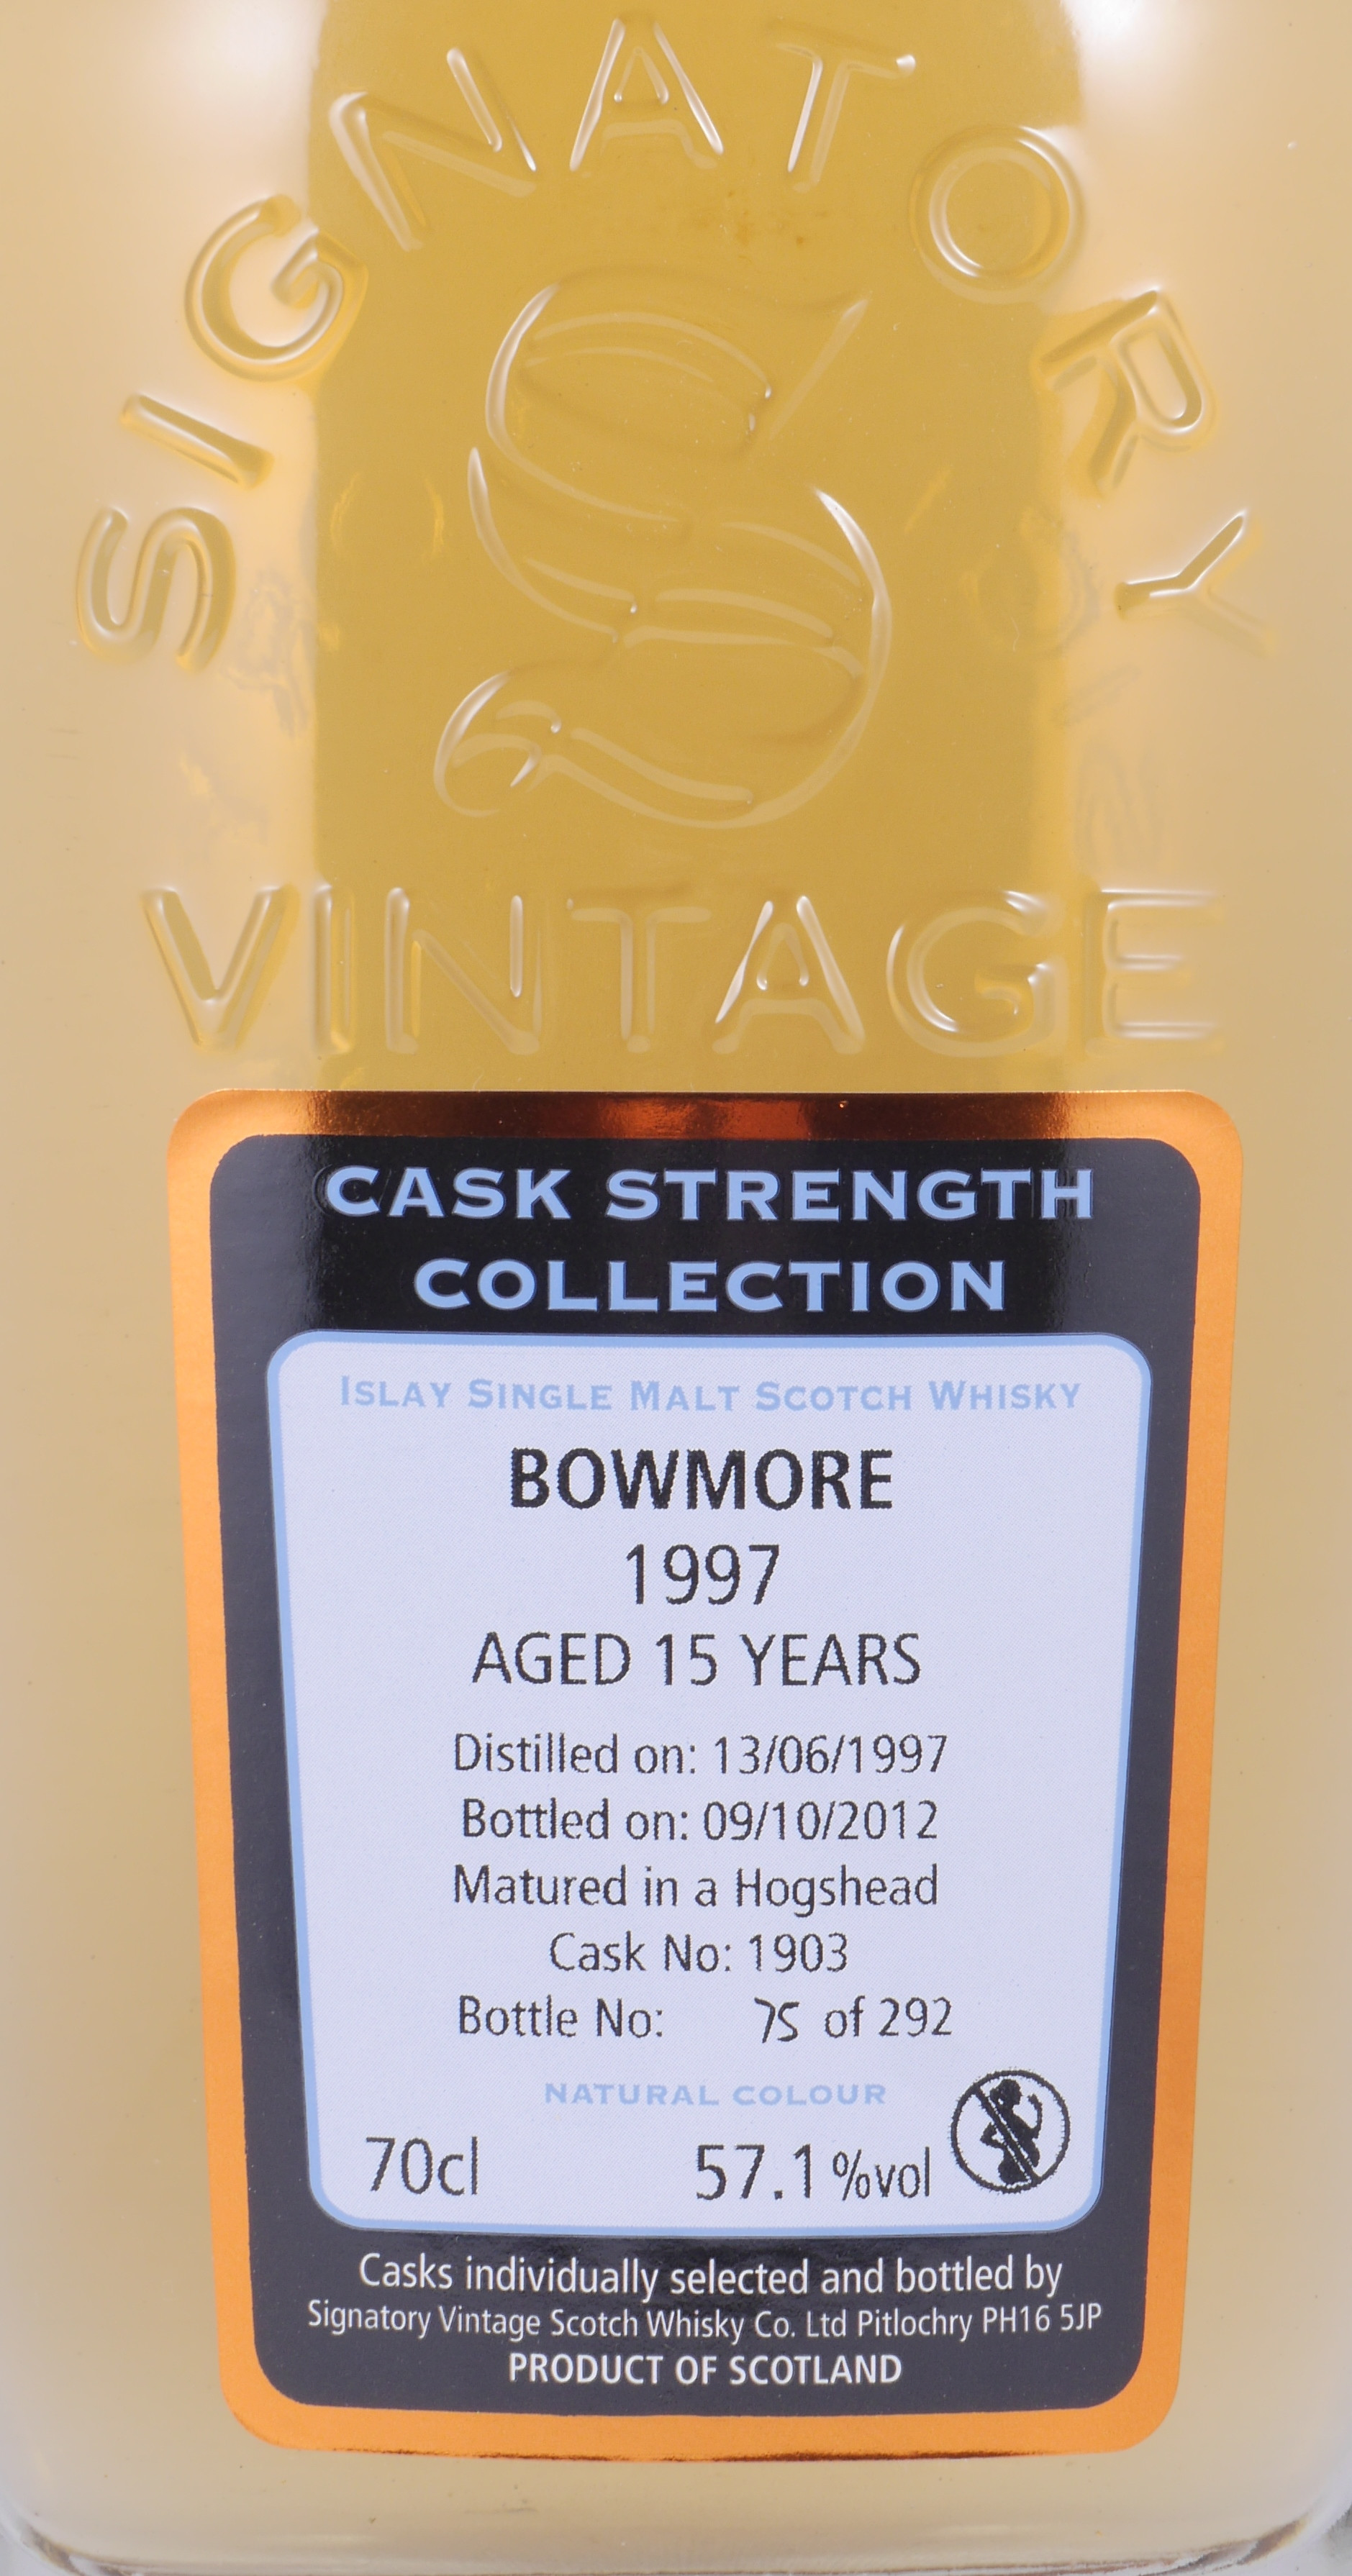 SIGNATORY
S
VINTAGE
CASK STRENGTH
COLLECTION
ISLAY SINGLE MALT SCOTCH WHISKY
BOWMORE
1997
AGED 15 YEARS
Distilled on: 13/06/1997
Bottled on: 09/10/2012
Matured in a Hogshead
Cask No: 1903
Bottle No: 75 of 292
NATURAL COLOUR
70cl 57.1%vol
Casks individually selected and bottled by
Signatory Vintage Scotch Whisky Co. Ltd Pitlochry PH16 5JP
PRODUCT OF SCOTLAND